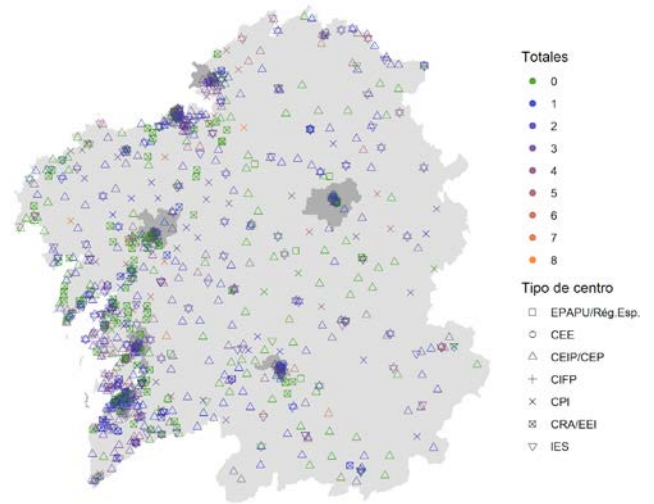 Totales
0
1
2
3
4
5
6
7
8
Tipo de centro
EPAPU/Rég.Esp.
CEE
CEIP/CEP
CIFP
CPI
CRA/EEI
IES